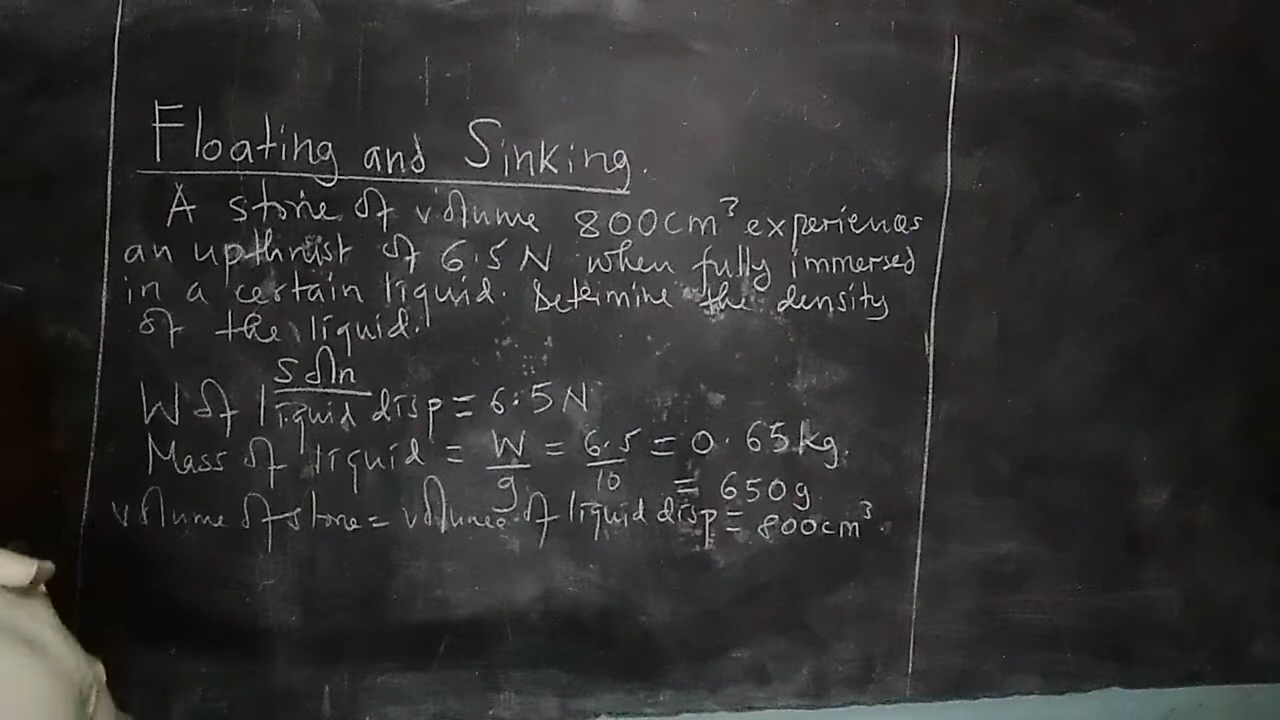 Floating and Sinking.
A stone of volume 800cm³ experiences
an upthrust of 6.5N when fully immersed
in a certain liquid. Determine the density
of the liquid.
Soln
W of liquid disp = 6.5N
Mass of liquid = W/g = 6.5/10 = 0.65kg.
= 650g
volume of stone = volume of liquid disp = 800cm³.